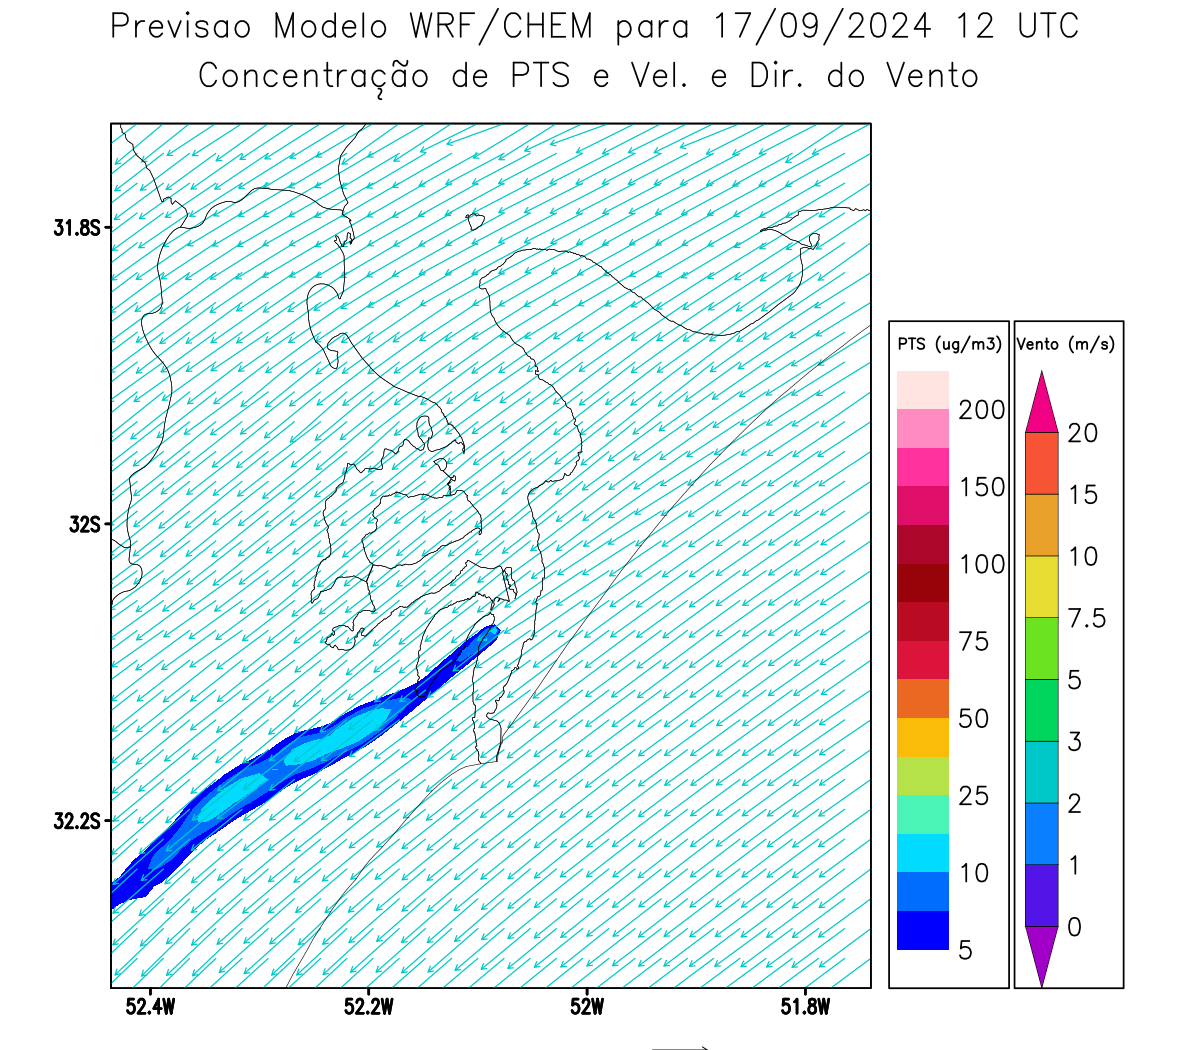 Previsao Modelo WRF/CHEM para 17/09/2024 12 UTC
Concentração de PTS e Vel. e Dir. do Vento
31.8S
32S
32.2S
52.4W 52.2W 52W 51.8W
PTS (ug/m3)
200
150
100
75
50
25
10
5
Vento (m/s)
20
15
10
7.5
5
3
2
1
0